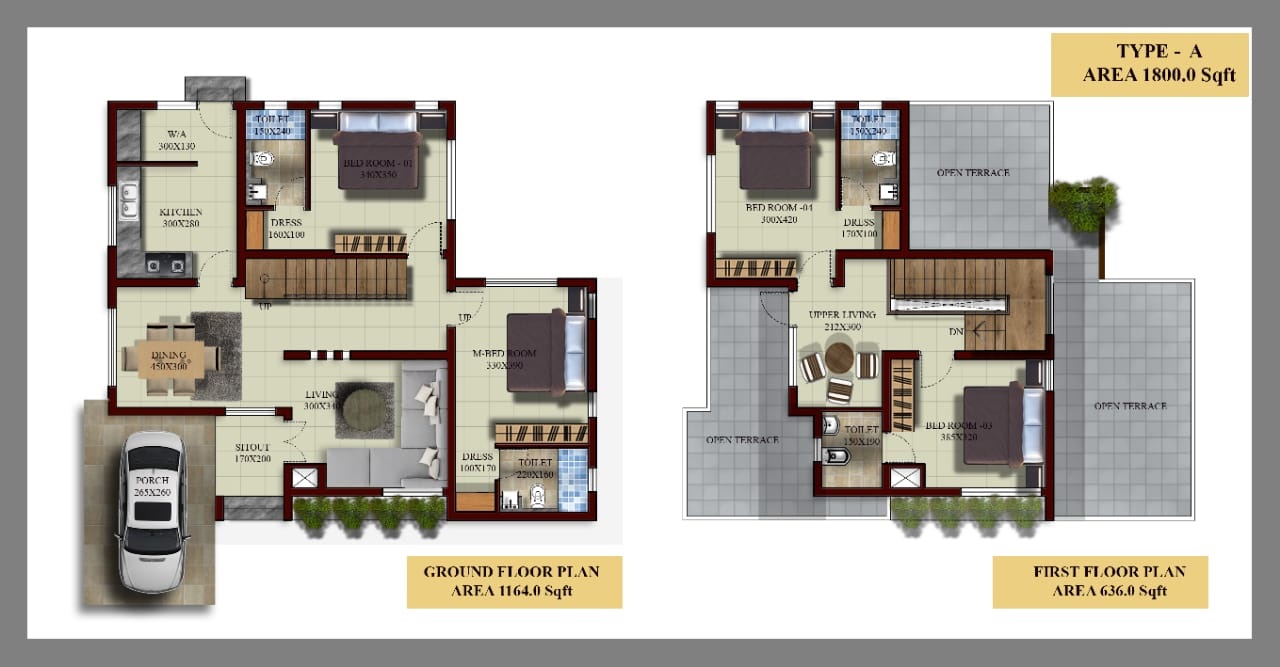 TYPE - A
AREA 1800.0 Sqft
W/A
300X130
TOILET
150X240
BED ROOM - 01
340X350
KITCHEN
300X280
DRESS
160X100
UP
UP
DINING
450X300
M-BED ROOM
330X390
LIVING
300X340
SITOUT
170X200
DRESS
100X170
TOILET
220X160
PORCH
265X260
GROUND FLOOR PLAN
AREA 1164.0 Sqft
TOILET
150X240
OPEN TERRACE
BED ROOM -04
300X420
DRESS
170X100
UPPER LIVING
212X300
DN
OPEN TERRACE
TOILET
150X190
BED ROOM -03
385X320
OPEN TERRACE
FIRST FLOOR PLAN
AREA 636.0 Sqft